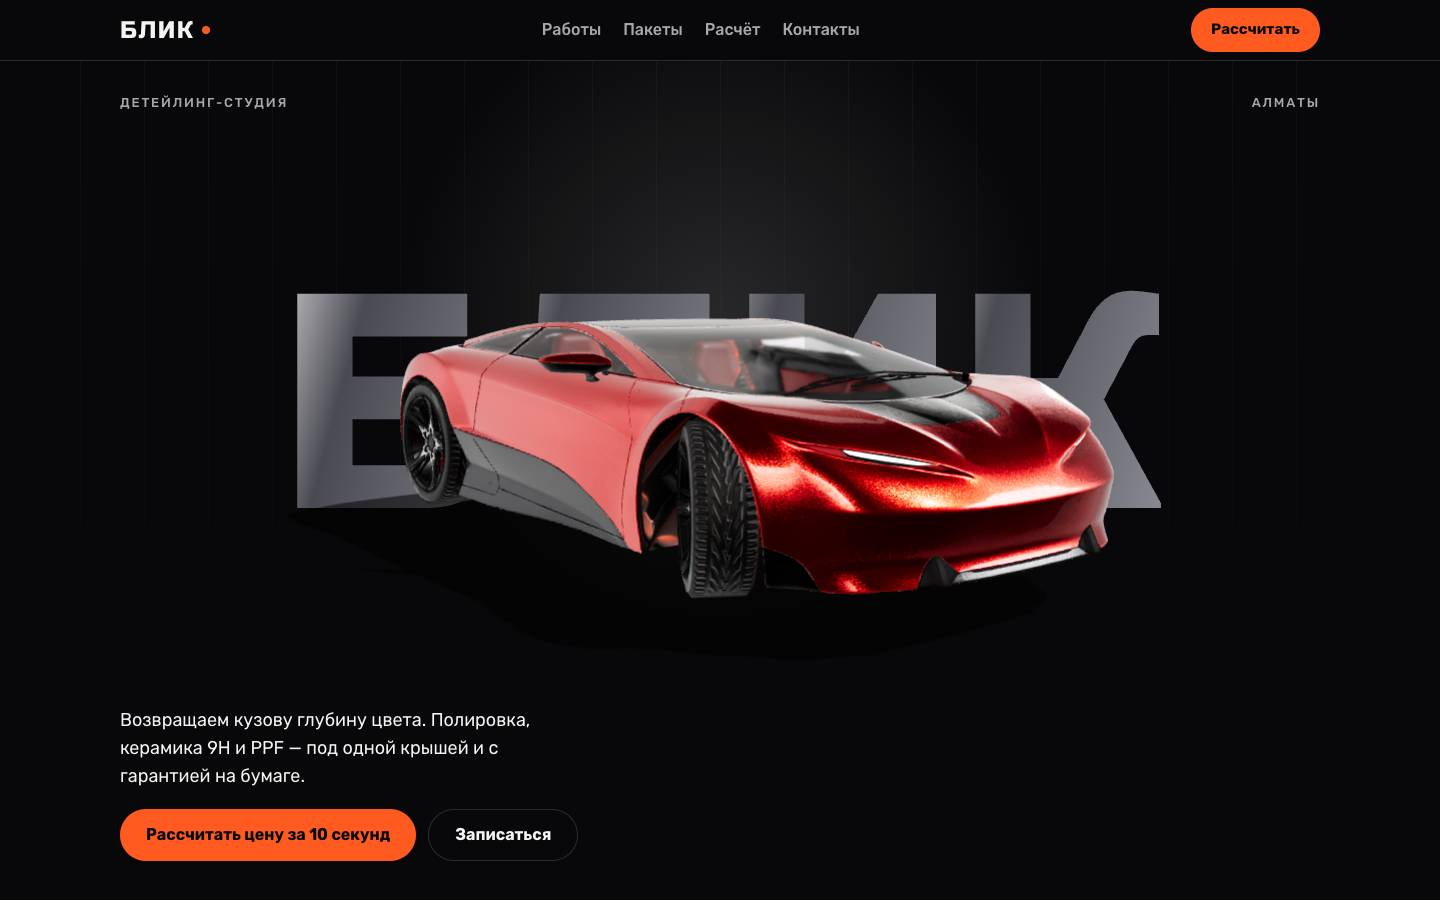 БЛИК
Работы Пакеты Расчёт Контакты
Рассчитать
ДЕТЕЙЛИНГ-СТУДИЯ
АЛМАТЫ
БЛИК
Возвращаем кузову глубину цвета. Полировка,
керамика 9H и PPF — под одной крышей и с
гарантией на бумаге.
Рассчитать цену за 10 секунд
Записаться